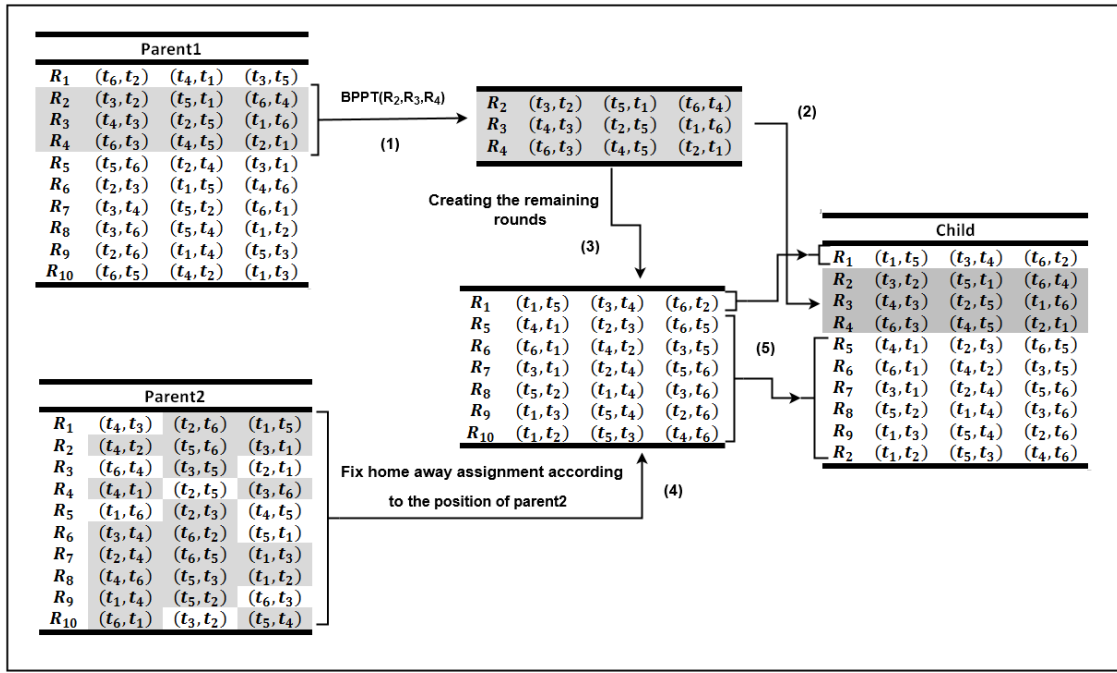 Parent1
R1 (t6, t2) (t4, t1) (t3, t5)
R2 (t3, t2) (t5, t1) (t6, t4)
R3 (t4, t3) (t2, t5) (t1, t6)
R4 (t6, t3) (t4, t5) (t2, t1)
R5 (t5, t6) (t2, t4) (t3, t1)
R6 (t2, t3) (t1, t5) (t4, t6)
R7 (t3, t4) (t5, t2) (t6, t1)
R8 (t3, t6) (t5, t4) (t1, t2)
R9 (t2, t6) (t1, t4) (t5, t3)
R10 (t6, t5) (t4, t2) (t1, t3)
BPPT(R2,R3,R4)
(1)
R2 (t3, t2) (t5, t1) (t6, t4)
R3 (t4, t3) (t2, t5) (t1, t6)
R4 (t6, t3) (t4, t5) (t2, t1)
(2)
Creating the remaining
rounds
(3)
R1 (t1, t5) (t3, t4) (t6, t2)
R5 (t4, t1) (t2, t3) (t6, t5)
R6 (t6, t1) (t4, t2) (t3, t5)
R7 (t3, t1) (t2, t4) (t5, t6)
R8 (t5, t2) (t1, t4) (t3, t6)
R9 (t1, t3) (t5, t4) (t2, t6)
R10 (t1, t2) (t5, t3) (t4, t6)
(5)
Child
R1 (t1, t5) (t3, t4) (t6, t2)
R2 (t3, t2) (t5, t1) (t6, t4)
R3 (t4, t3) (t2, t5) (t1, t6)
R4 (t6, t3) (t4, t5) (t2, t1)
R5 (t4, t1) (t2, t3) (t6, t5)
R6 (t6, t1) (t4, t2) (t3, t5)
R7 (t3, t1) (t2, t4) (t5, t6)
R8 (t5, t2) (t1, t4) (t3, t6)
R9 (t1, t3) (t5, t4) (t2, t6)
R2 (t1, t2) (t5, t3) (t4, t6)
Parent2
R1 (t4, t3) (t2, t6) (t1, t5)
R2 (t4, t2) (t5, t6) (t3, t1)
R3 (t6, t4) (t3, t5) (t2, t1)
R4 (t4, t1) (t2, t5) (t3, t6)
R5 (t1, t6) (t2, t3) (t4, t5)
R6 (t3, t4) (t6, t2) (t5, t1)
R7 (t2, t4) (t6, t5) (t1, t3)
R8 (t4, t6) (t5, t3) (t1, t2)
R9 (t1, t4) (t5, t2) (t6, t3)
R10 (t6, t1) (t3, t2) (t5, t4)
Fix home away assignment according
to the position of parent2
(4)